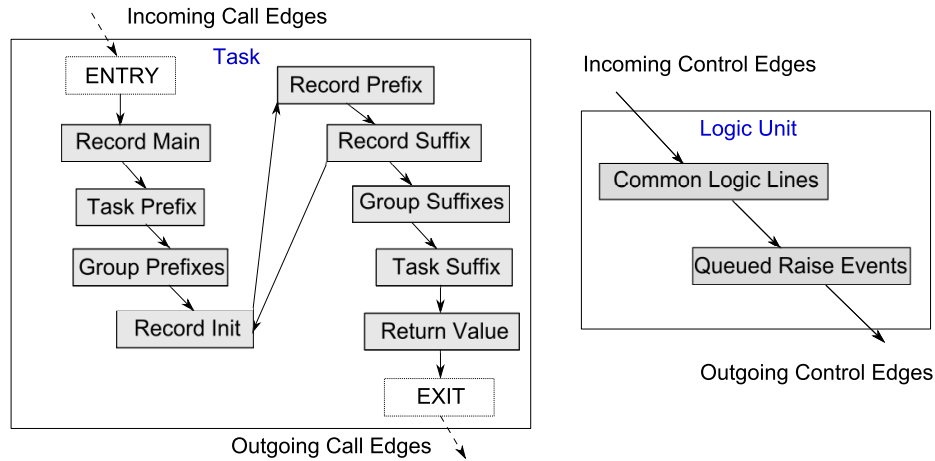 Incoming Call Edges
Task
ENTRY
Record Main
Task Prefix
Group Prefixes
Record Init
Record Prefix
Record Suffix
Group Suffixes
Task Suffix
Return Value
EXIT
Outgoing Call Edges
Incoming Control Edges
Logic Unit
Common Logic Lines
Queued Raise Events
Outgoing Control Edges